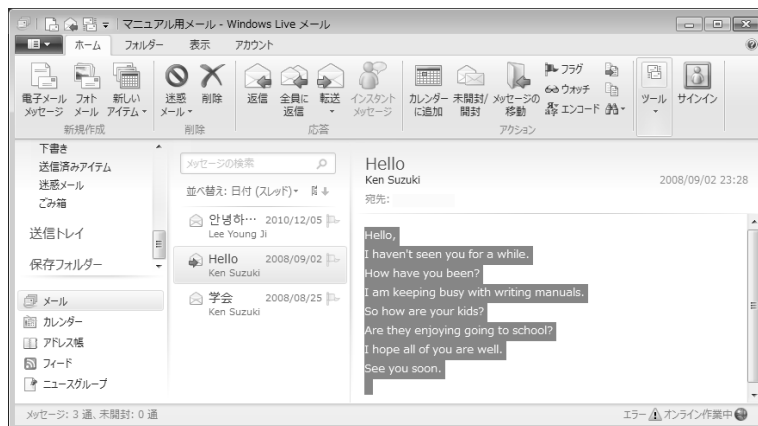 マニュアル用メール - Windows Live メール
ホーム フォルダー 表示 アカウント
電子メール メッセージ
フォト メール
新しい アイテム
新規作成
迷惑 メール
削除
削除
返信
全員に 返信
転送
インスタント メッセージ
応答
カレンダー に追加
未開封/ 開封
メッセージの 移動
フラグ
ウォッチ
エンコード
アクション
ツール
サインイン
下書き
送信済みアイテム
迷惑メール
ごみ箱
送信トレイ
保存フォルダー
メール
カレンダー
アドレス帳
フィード
ニュースグループ
メッセージの検索
並べ替え: 日付 (スレッド)
안녕하… 2010/12/05
Lee Young Ji
Hello 2008/09/02
Ken Suzuki
学会 2008/08/25
Ken Suzuki
Hello
Ken Suzuki 2008/09/02 23:28
宛先:
Hello,
I haven't seen you for a while.
How have you been?
I am keeping busy with writing manuals.
So how are your kids?
Are they enjoying going to school?
I hope all of you are well.
See you soon.
メッセージ: 3 通、未開封: 0 通
エラー オンライン作業中